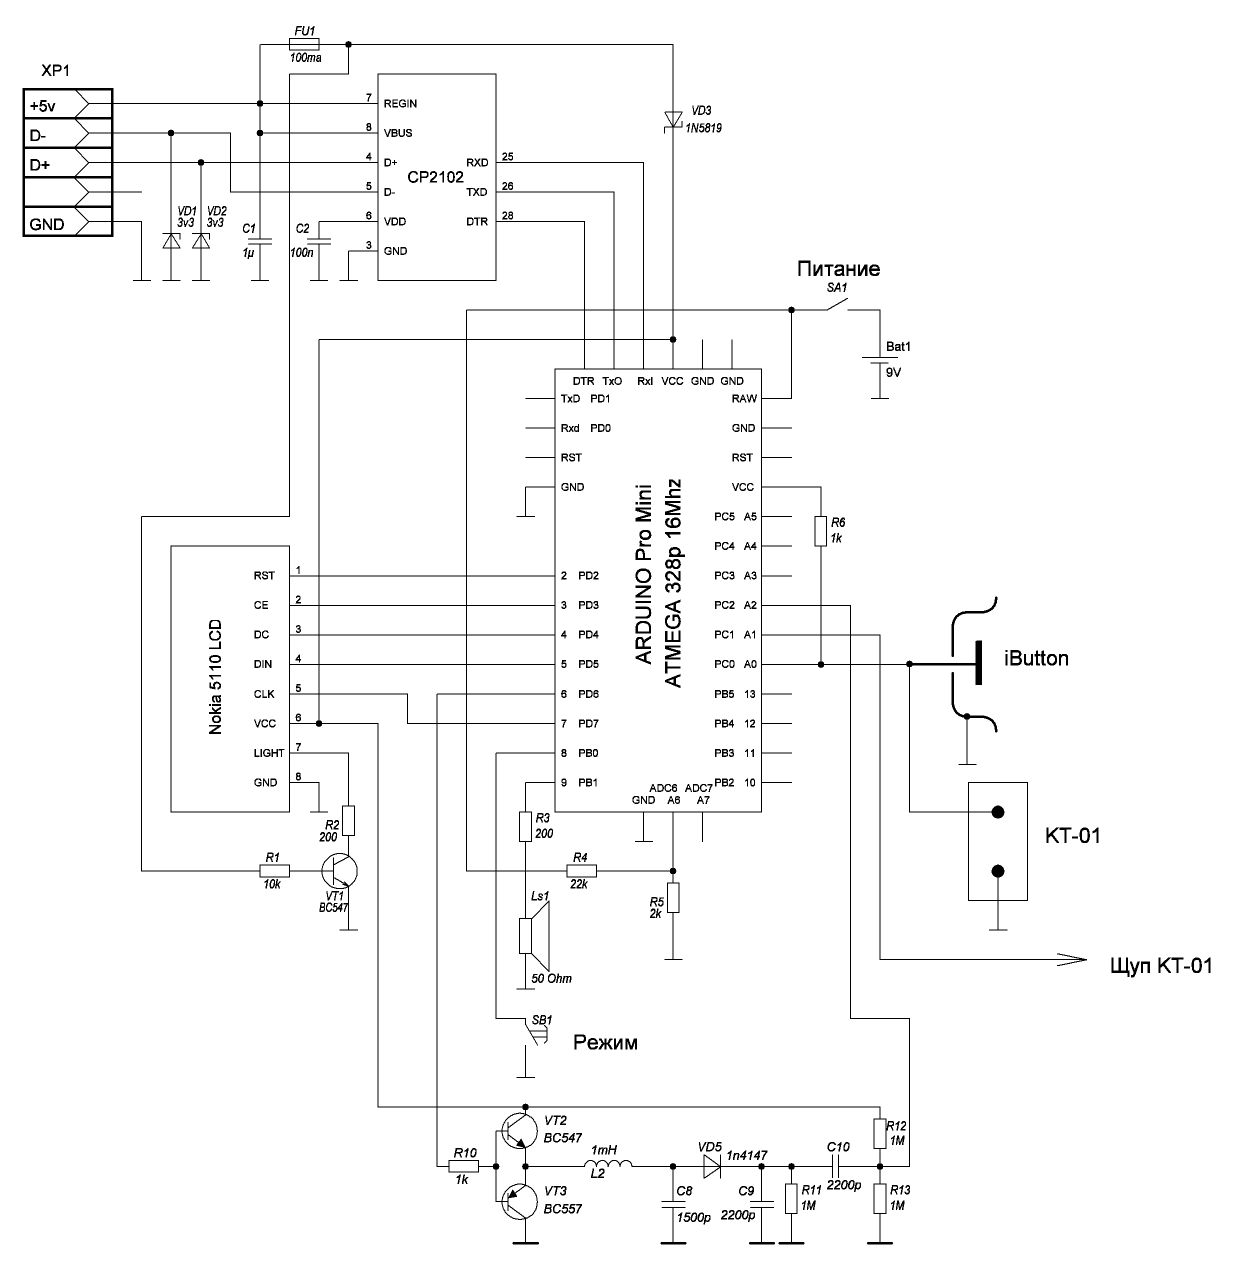 FU1
100ma
XP1
+5v
D-
D+
GND
7
REGIN
8
VBUS
4
D+
5
D-
6
VDD
3
GND
CP2102
RXD
25
TXD
26
DTR
28
VD1
3v3
VD2
3v3
C1
1µ
C2
100n
VD3
1N5819
Питание
SA1
Bat1
9V
DTR TxO RxI VCC GND GND
TxD PD1
Rxd PD0
RST
GND
RAW
GND
RST
VCC
PC5 A5
PC4 A4
PC3 A3
PC2 A2
PC1 A1
PC0 A0
PB5 13
PB4 12
PB3 11
PB2 10
2 PD2
3 PD3
4 PD4
5 PD5
6 PD6
7 PD7
8 PB0
9 PB1
ADC6 ADC7
GND A6 A7
ARDUINO Pro Mini
ATMEGA 328p 16Mhz
R6
1k
iButton
KT-01
Щуп KT-01
Nokia 5110 LCD
RST 1
CE 2
DC 3
DIN 4
CLK 5
VCC 6
LIGHT 7
GND 8
R2
200
R1
10k
VT1
BC547
R3
200
R4
22k
R5
2k
Ls1
50 Ohm
SB1
Режим
VT2
BC547
R10
1k
VT3
BC557
1mH
L2
VD5
1n4147
C8
1500p
C9
2200p
R11
1M
C10
2200p
R12
1M
R13
1M